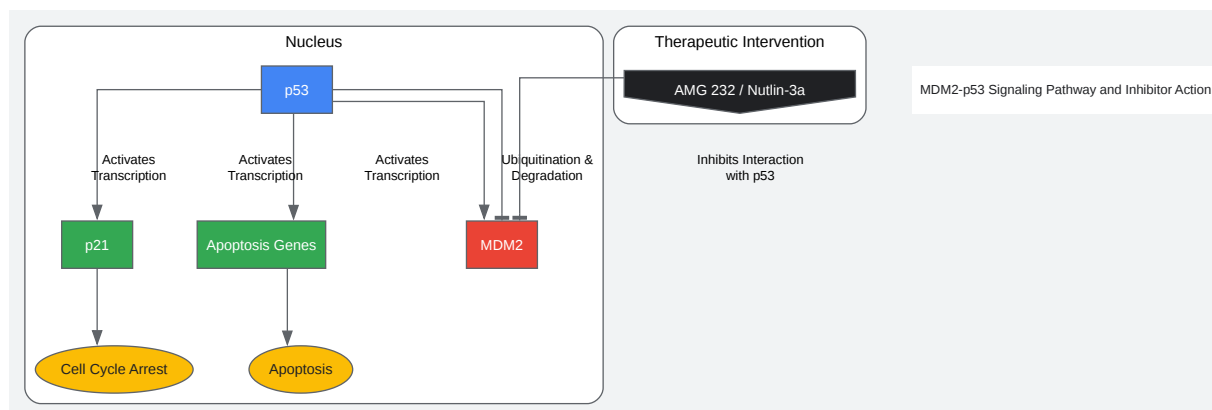 Nucleus
Therapeutic Intervention
p53
AMG 232 / Nutlin-3a
MDM2-p53 Signaling Pathway and Inhibitor Action
Activates
Transcription
Activates
Transcription
Activates
Transcription
Ubiquitination &
Degradation
Inhibits Interaction
with p53
p21
Apoptosis Genes
MDM2
Cell Cycle Arrest
Apoptosis